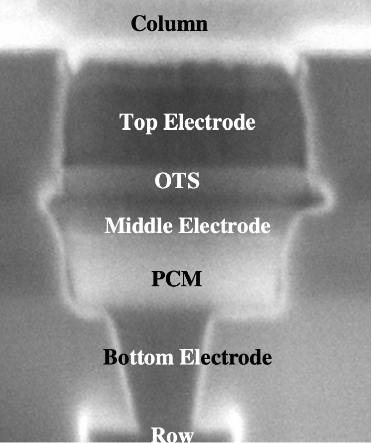 Column
Top Electrode
OTS
Middle Electrode
PCM
Bottom Electrode
Row